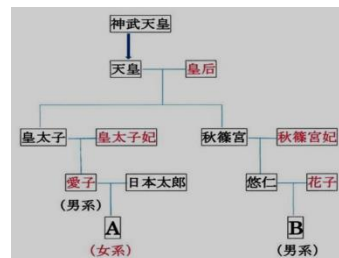 神武天皇
天皇 皇后
皇太子 皇太子妃 秋篠宮 秋篠宮妃
愛子 日本太郎 悠仁 花子
(男系)
A B
(女系) (男系)